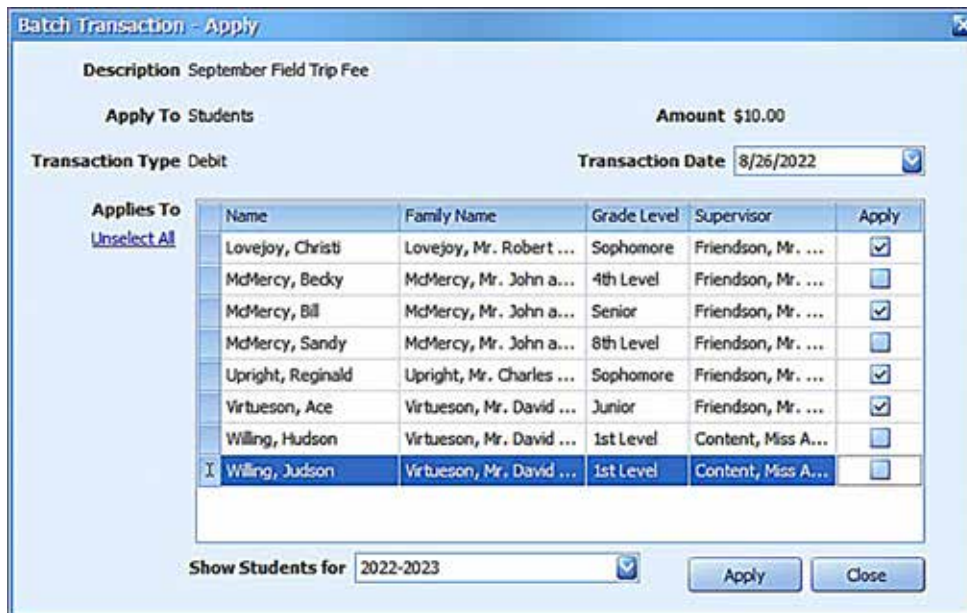 Batch Transaction - Apply
Description September Field Trip Fee
Apply To Students Amount $10.00
Transaction Type Debit Transaction Date 8/26/2022
Applies To Name Family Name Grade Level Supervisor Apply
Unselect All
Lovejoy, Christi Lovejoy, Mr. Robert ... Sophomore Friendson, Mr. ...
McMercy, Becky McMercy, Mr. John a... 4th Level Friendson, Mr. ...
McMercy, Bill McMercy, Mr. John a... Senior Friendson, Mr. ...
McMercy, Sandy McMercy, Mr. John a... 8th Level Friendson, Mr. ...
Upright, Reginald Upright, Mr. Charles ... Sophomore Friendson, Mr. ...
Virtueson, Ace Virtueson, Mr. David ... Junior Friendson, Mr. ...
Willing, Hudson Virtueson, Mr. David ... 1st Level Content, Miss A...
Willing, Judson Virtueson, Mr. David ... 1st Level Content, Miss A...
Show Students for 2022-2023 Apply Close